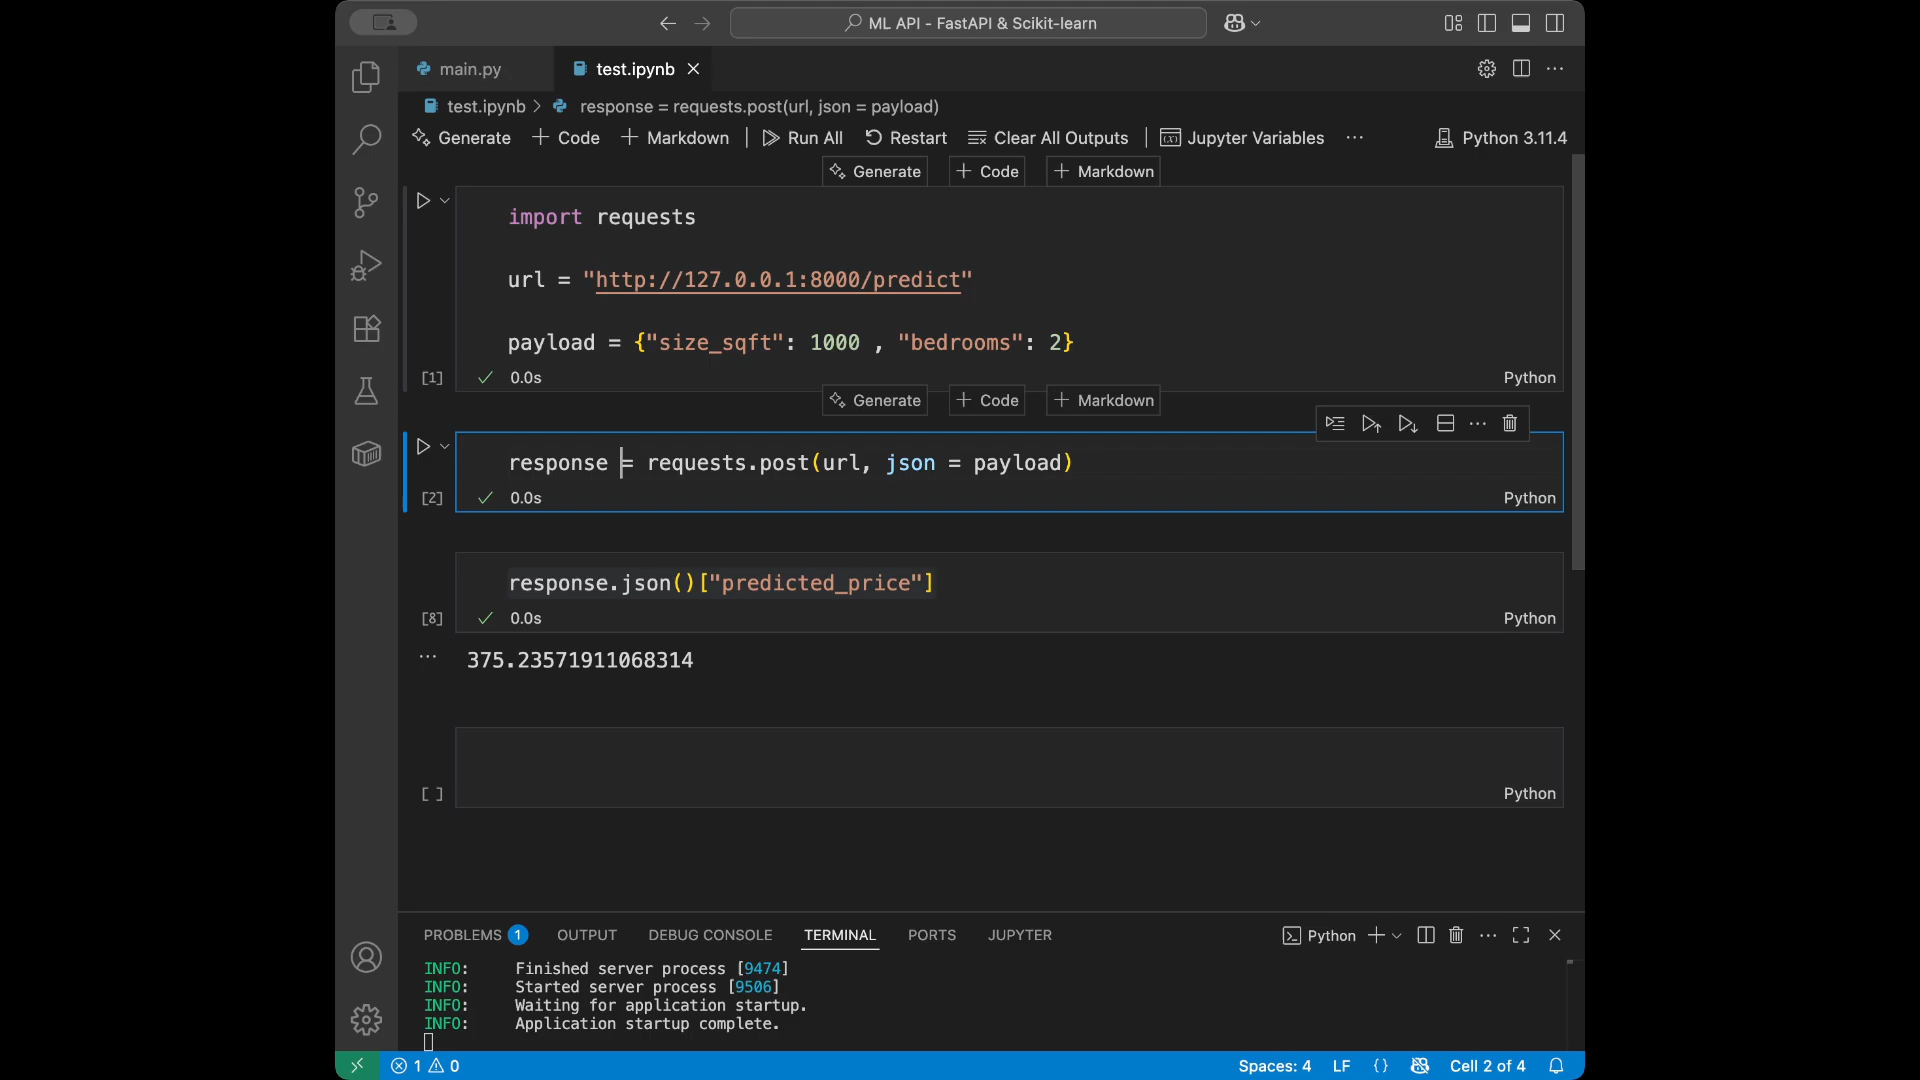 ML API - FastAPI & Scikit-learn
main.py
test.ipynb
test.ipynb > response = requests.post(url, json = payload)
Generate + Code + Markdown | Run All Restart Clear All Outputs | Jupyter Variables ... Python 3.11.4
Generate + Code + Markdown
import requests
url = "http://127.0.0.1:8000/predict"
payload = {"size_sqft": 1000 , "bedrooms": 2}
[1] ✓ 0.0s Python
Generate + Code + Markdown
response = requests.post(url, json = payload)
[2] ✓ 0.0s Python
response.json()["predicted_price"]
[8] ✓ 0.0s Python
... 375.23571911068314
[ ] Python
PROBLEMS 1 OUTPUT DEBUG CONSOLE TERMINAL PORTS JUPYTER Python
INFO: Finished server process [9474]
INFO: Started server process [9506]
INFO: Waiting for application startup.
INFO: Application startup complete.
1 0 Spaces: 4 LF {} Cell 2 of 4